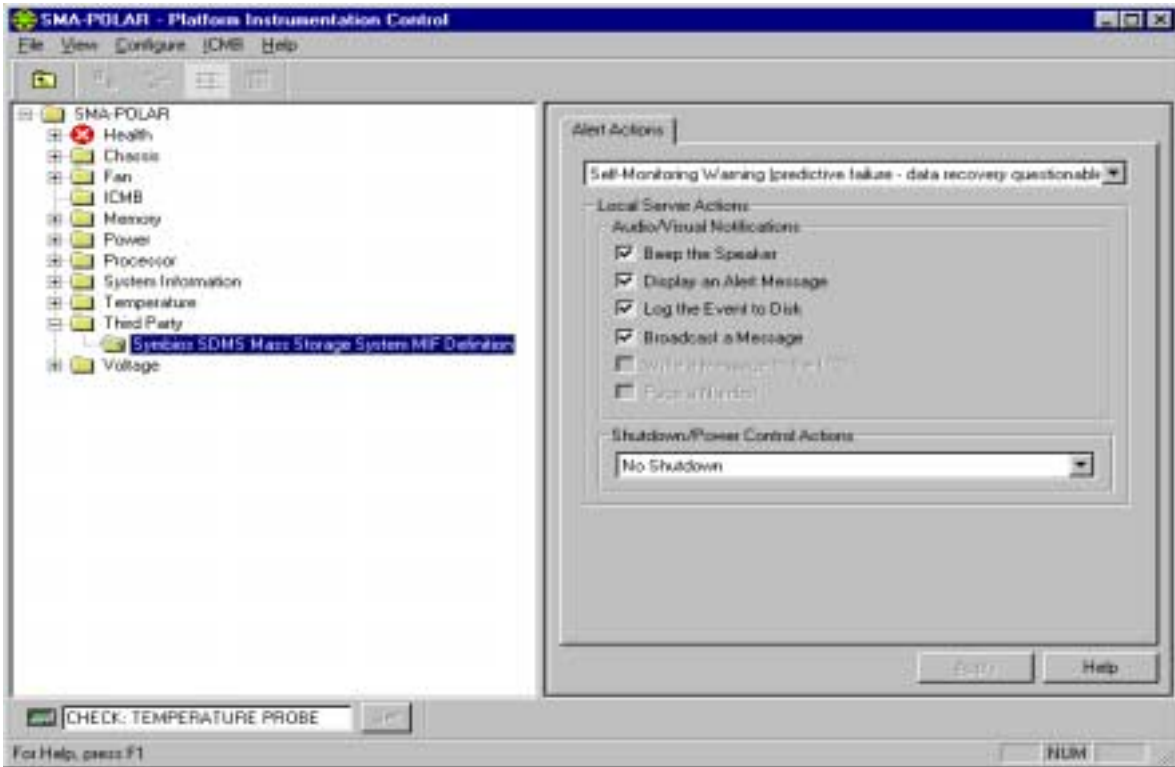 SMA-POLAR - Platform Instrumentation Control
File View Configure ICMB Help
SMA-POLAR
Health
Chassis
Fan
ICMB
Memory
Power
Processor
System Information
Temperature
Third Party
Symbios SDMS Mass Storage System MIF Definition
Voltage
Alert Actions
Self-Monitoring Warning (predictive failure - data recovery questionable
Local Server Actions
Audio/Visual Notifications
Beep the Speaker
Display an Alert Message
Log the Event to Disk
Broadcast a Message
Shutdown/Power Control Actions
No Shutdown
Help
CHECK: TEMPERATURE PROBE
For Help, press F1
NUM